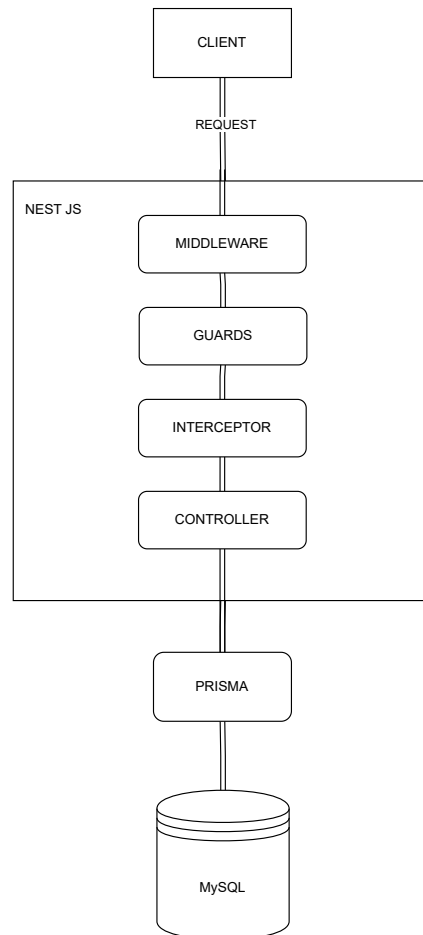 CLIENT
REQUEST
NEST JS
MIDDLEWARE
GUARDS
INTERCEPTOR
CONTROLLER
PRISMA
MySQL